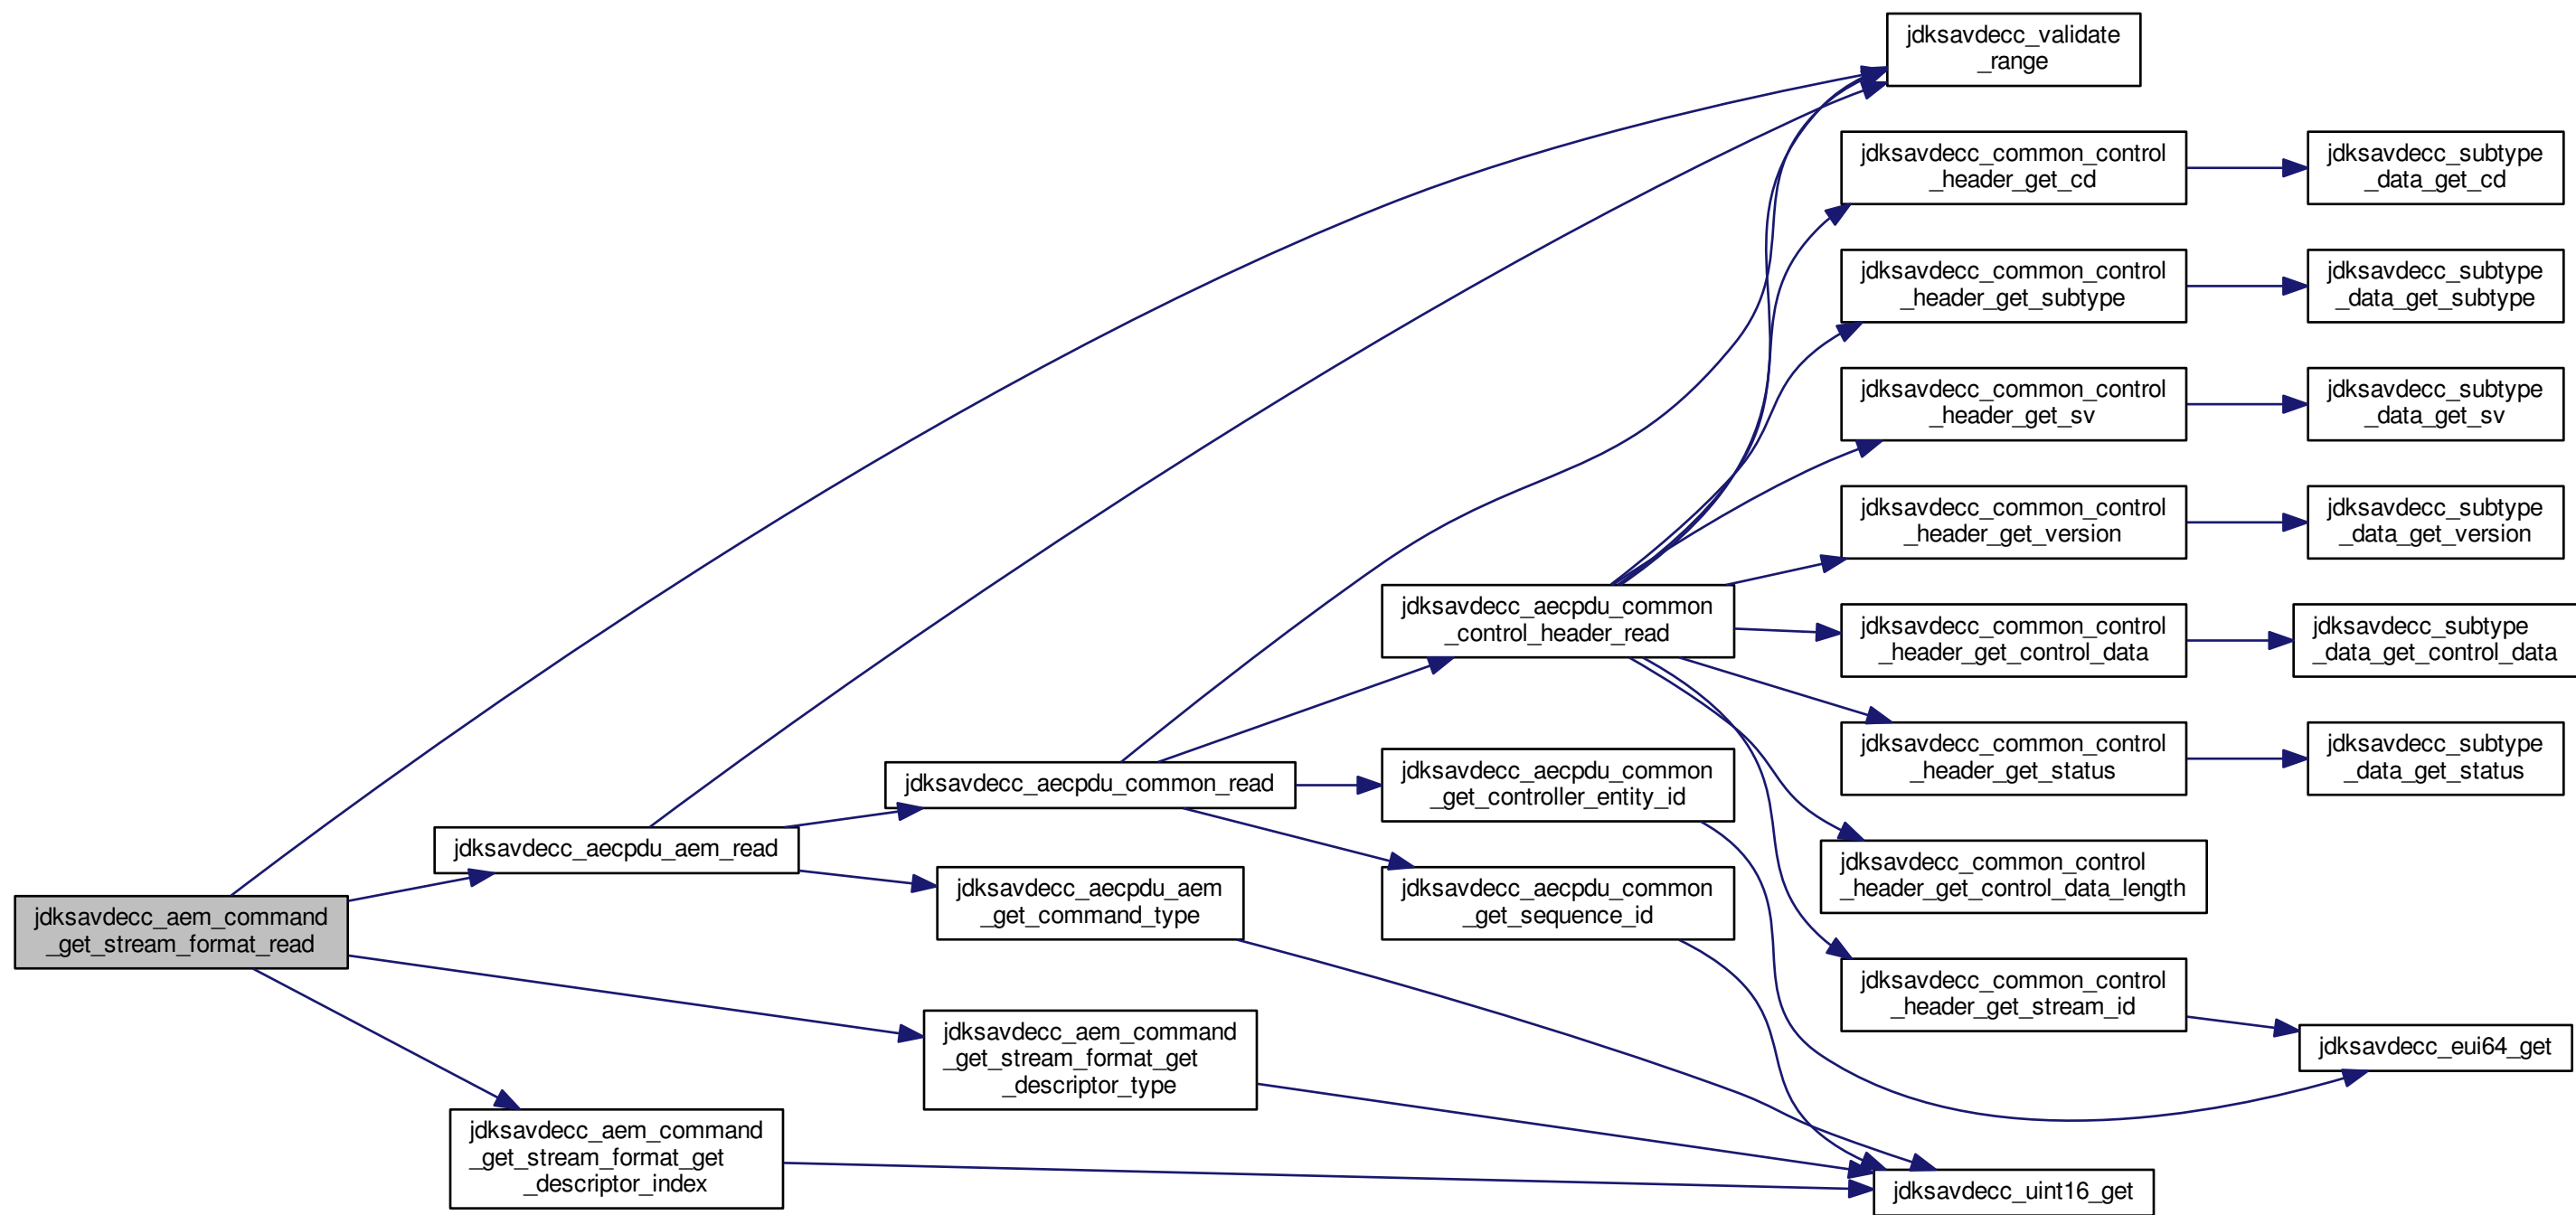 jdksavdecc_validate
_range
jdksavdecc_common_control
_header_get_cd
jdksavdecc_subtype
_data_get_cd
jdksavdecc_common_control
_header_get_subtype
jdksavdecc_subtype
_data_get_subtype
jdksavdecc_common_control
_header_get_sv
jdksavdecc_subtype
_data_get_sv
jdksavdecc_common_control
_header_get_version
jdksavdecc_subtype
_data_get_version
jdksavdecc_aecpdu_common
_control_header_read
jdksavdecc_common_control
_header_get_control_data
jdksavdecc_subtype
_data_get_control_data
jdksavdecc_common_control
_header_get_status
jdksavdecc_subtype
_data_get_status
jdksavdecc_aecpdu_common_read
jdksavdecc_aecpdu_common
_get_controller_entity_id
jdksavdecc_aecpdu_aem_read
jdksavdecc_common_control
_header_get_control_data_length
jdksavdecc_aecpdu_aem
_get_command_type
jdksavdecc_aecpdu_common
_get_sequence_id
jdksavdecc_aem_command
_get_stream_format_read
jdksavdecc_common_control
_header_get_stream_id
jdksavdecc_aem_command
_get_stream_format_get
_descriptor_type
jdksavdecc_eui64_get
jdksavdecc_aem_command
_get_stream_format_get
_descriptor_index
jdksavdecc_uint16_get